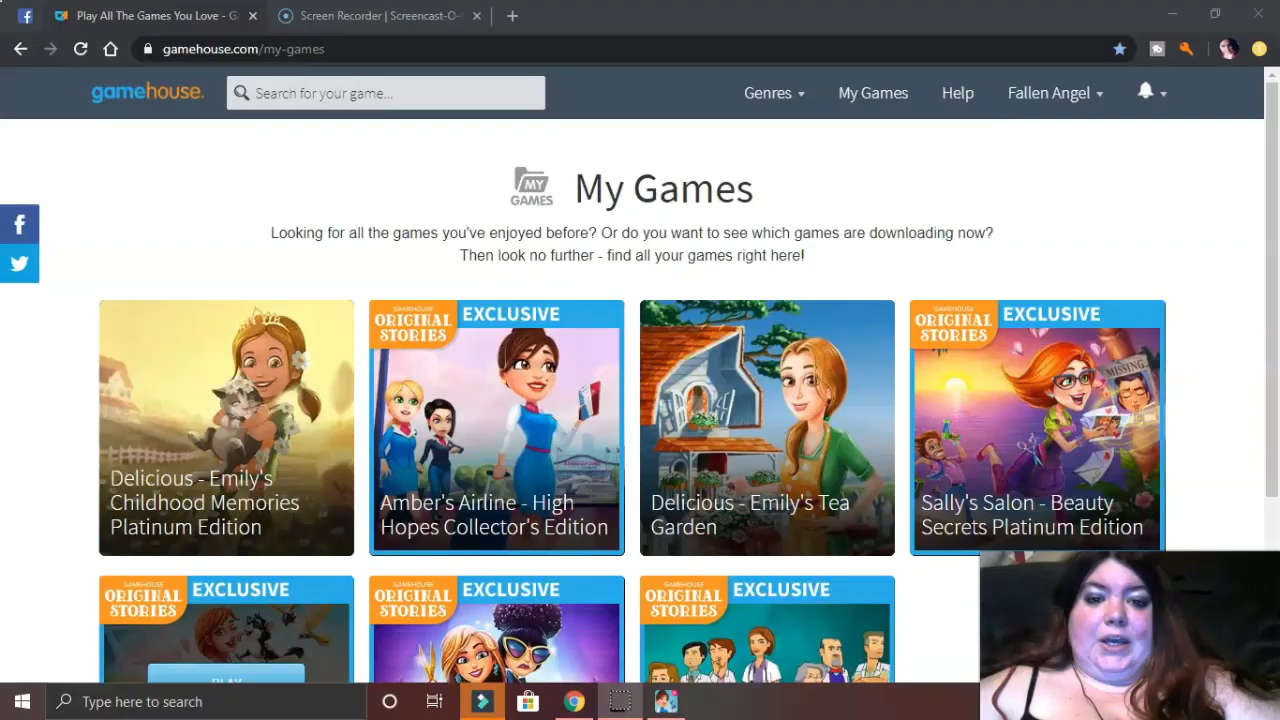 Play All The Games You Love - G
Screen Recorder | Screencast-O-
gamehouse.com/my-games
gamehouse.
Search for your game...
Genres
My Games
Help
Fallen Angel
MY GAMES
My Games
Looking for all the games you've enjoyed before? Or do you want to see which games are downloading now?
Then look no further - find all your games right here!
Delicious - Emily's
Childhood Memories
Platinum Edition
GAMEHOUSE
ORIGINAL
STORIES
EXCLUSIVE
Amber's Airline - High
Hopes Collector's Edition
Delicious - Emily's Tea
Garden
GAMEHOUSE
ORIGINAL
STORIES
EXCLUSIVE
MISSING
Sally's Salon - Beauty
Secrets Platinum Edition
GAMEHOUSE
ORIGINAL
STORIES
EXCLUSIVE
PLAY
GAMEHOUSE
ORIGINAL
STORIES
EXCLUSIVE
GAMEHOUSE
ORIGINAL
STORIES
EXCLUSIVE
Type here to search